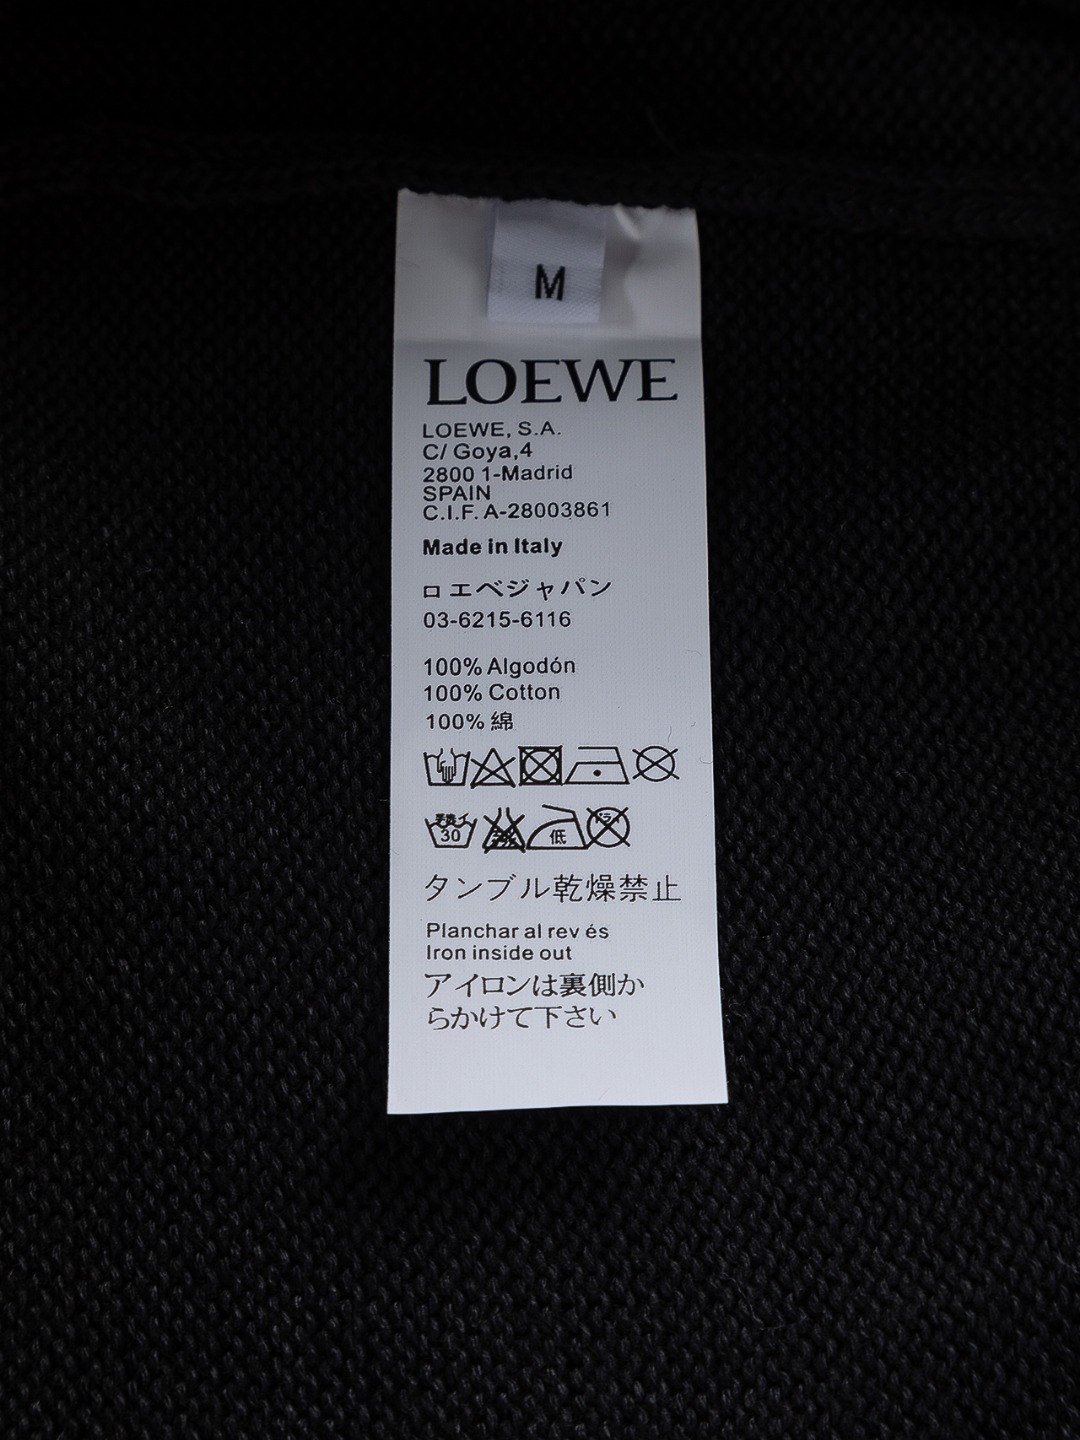 M
LOEWE
LOEWE, S.A.
C/ Goya,4
2800 1-Madrid
SPAIN
C.I.F. A-28003861
Made in Italy
ロエベジャパン
03-6215-6116
100% Algodón
100% Cotton
100% 綿
30
低
タンブル乾燥禁止
Planchar al rev és
Iron inside out
アイロンは裏側か
らかけて下さい